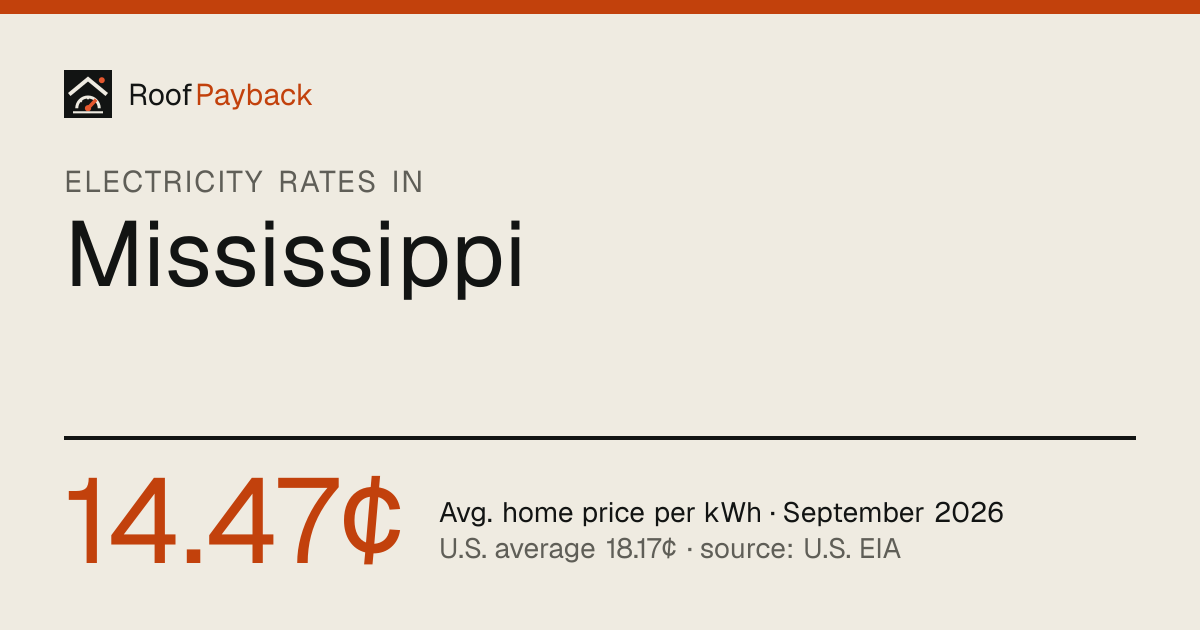 RoofPayback
ELECTRICITY RATES IN
Mississippi
14.47¢
Avg. home price per kWh · September 2026
U.S. average 18.17¢ · source: U.S. EIA